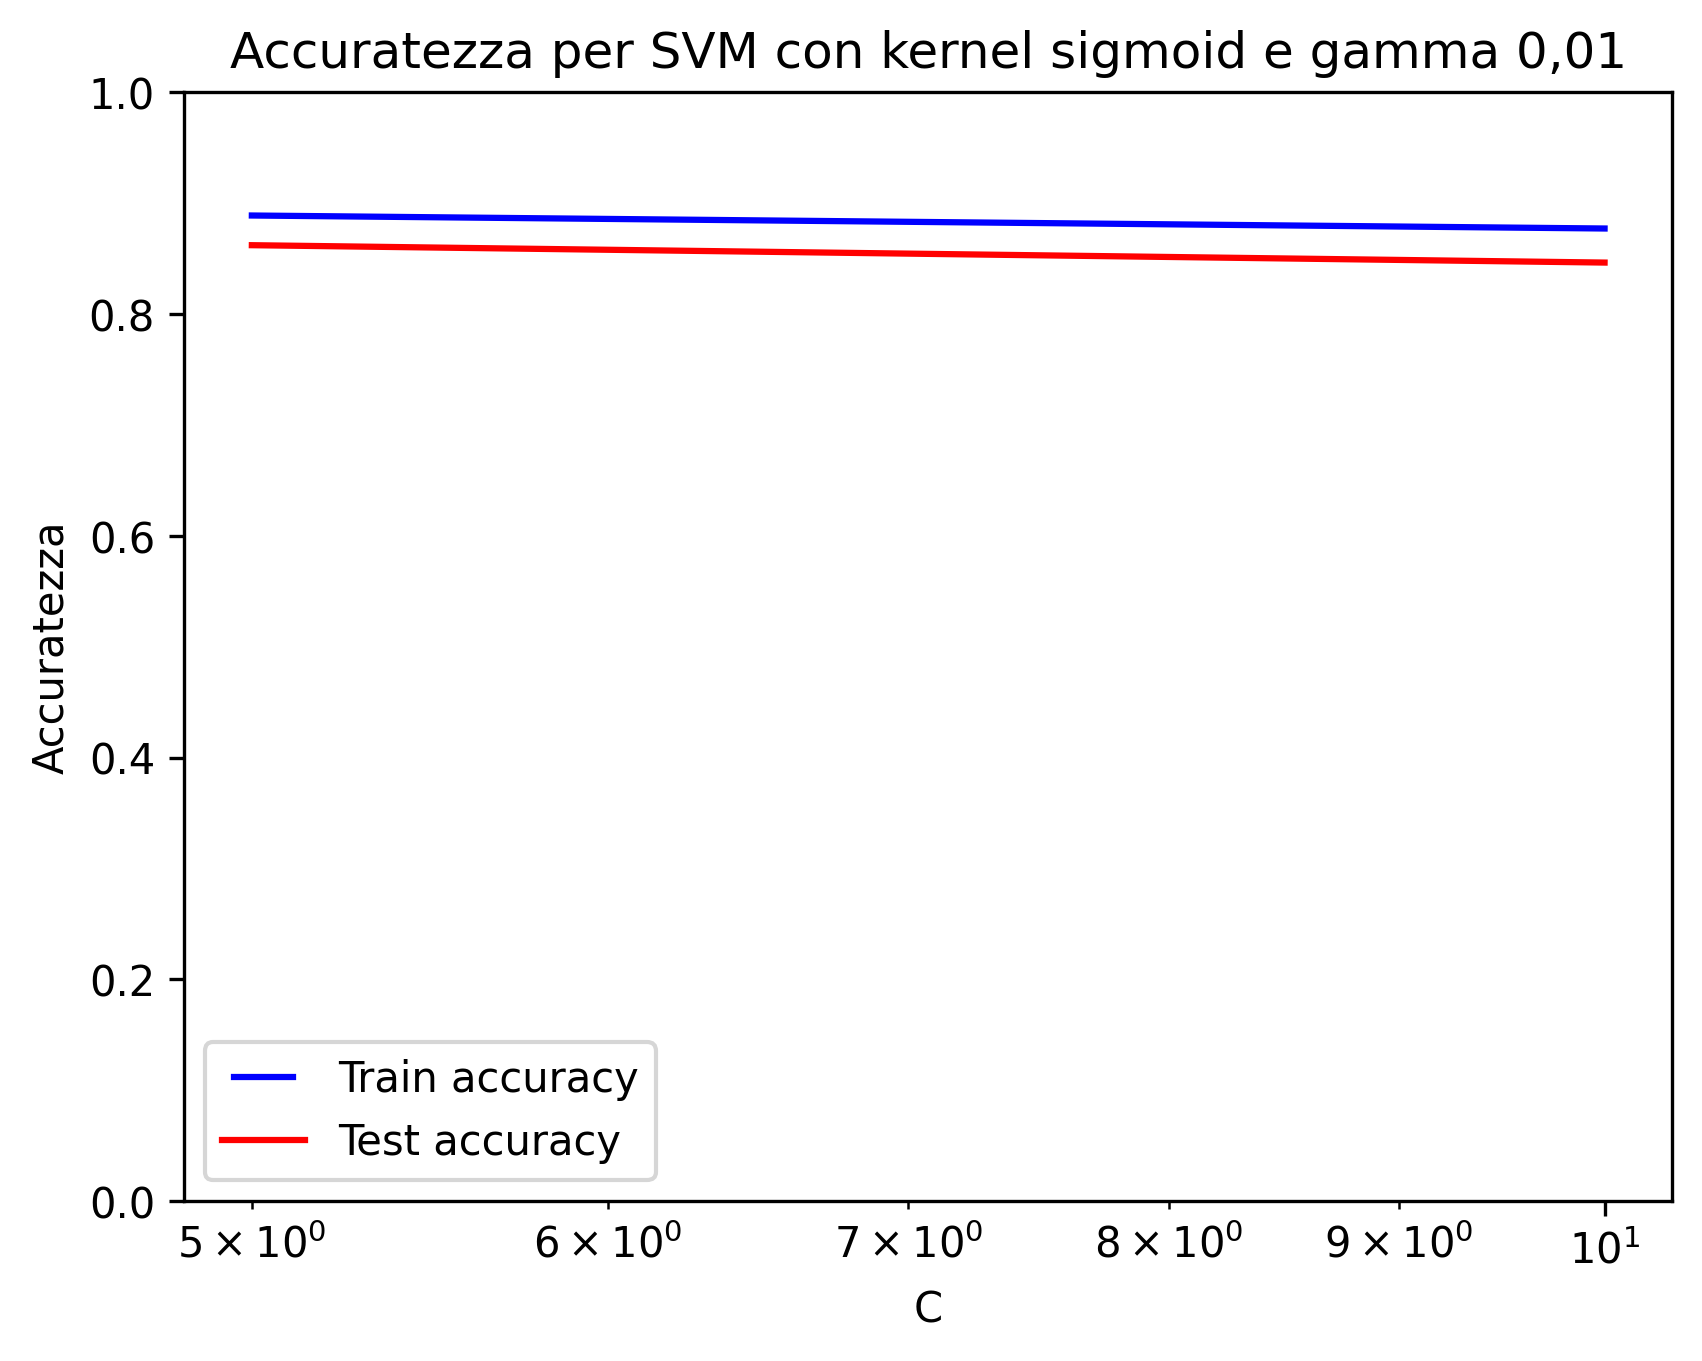 Accuratezza per SVM con kernel sigmoid e gamma 0,01
1.0
0.8
0.6
0.4
0.2
0.0
Accuratezza
Train accuracy
Test accuracy
5 × 10⁰ 6 × 10⁰ 7 × 10⁰ 8 × 10⁰ 9 × 10⁰ 10¹
C